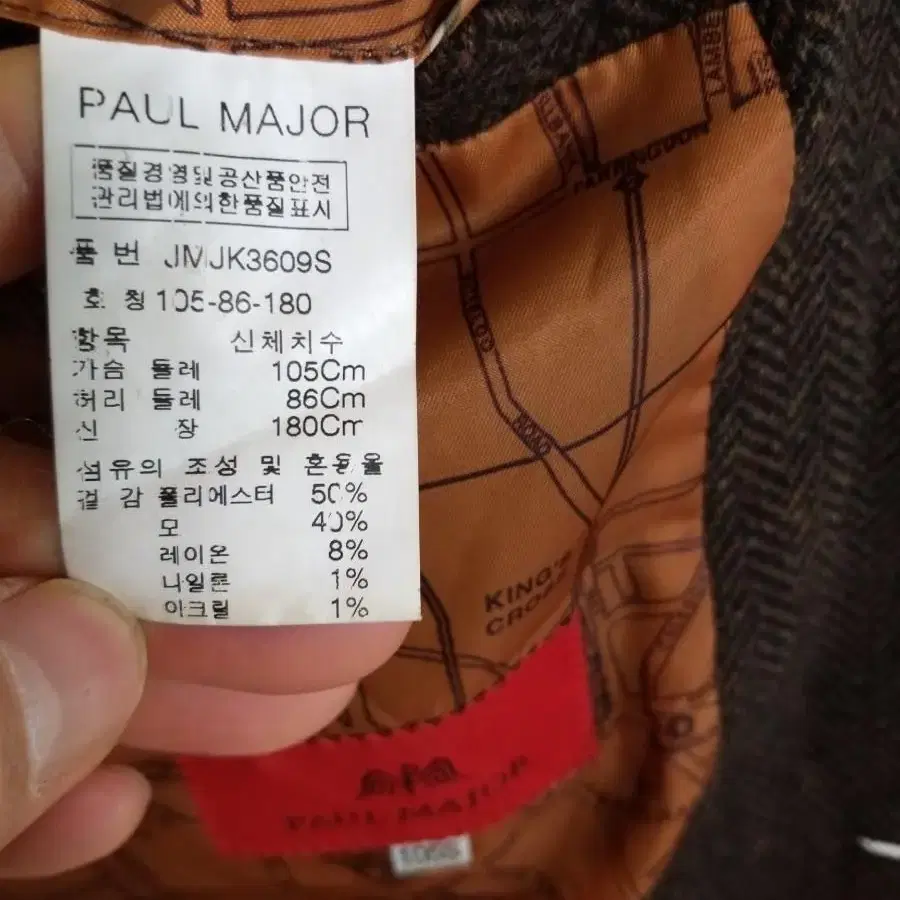 PAUL MAJOR
품질경영및공산품안전
관리법에의한품질표시
품 번 JMJK3609S
호 칭 105-86-180
항목 신체치수
가슴 둘레 105Cm
허리 둘레 86Cm
신 장 180Cm
섬유의 조성 및 혼용율
겉 감 폴리에스터 50%
모 40%
레이온 8%
나일론 1%
아크릴 1%
FARRINGDON
ROAD
KING'S
CROSS
PAUL MAJOR
105S